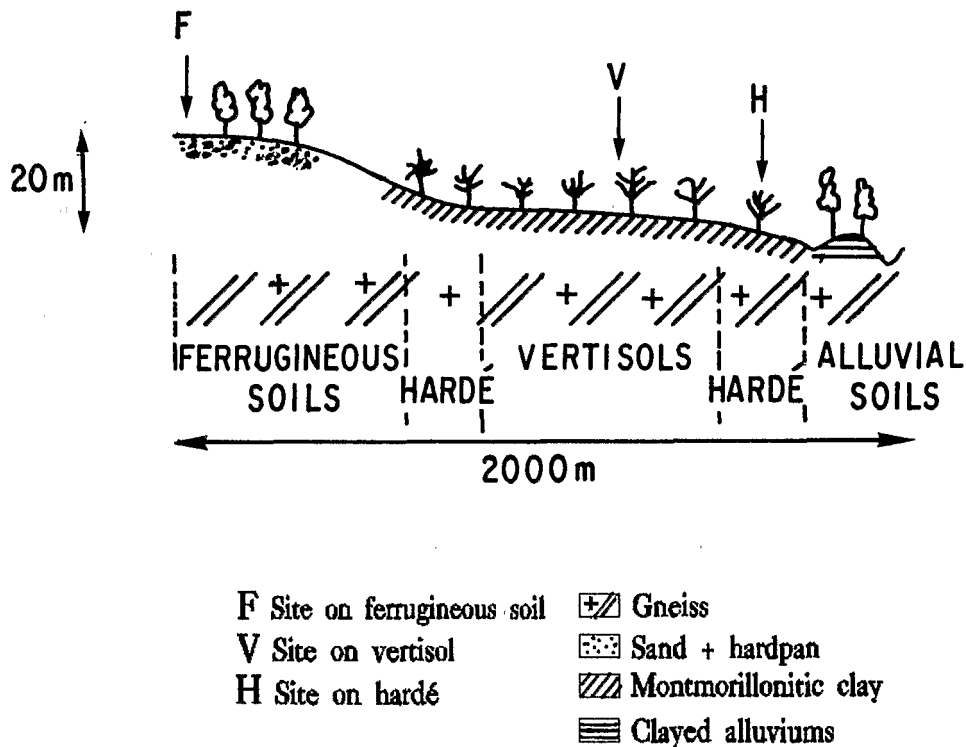 F
V
H
20m
FERRUGINEOUS SOILS
HARDÉ
VERTISOLS
HARDÉ
ALLUVIAL SOILS
2000m
F Site on ferrugineous soil
V Site on vertisol
H Site on hardé
Gneiss
Sand + hardpan
Montmorillonitic clay
Clayed alluviums